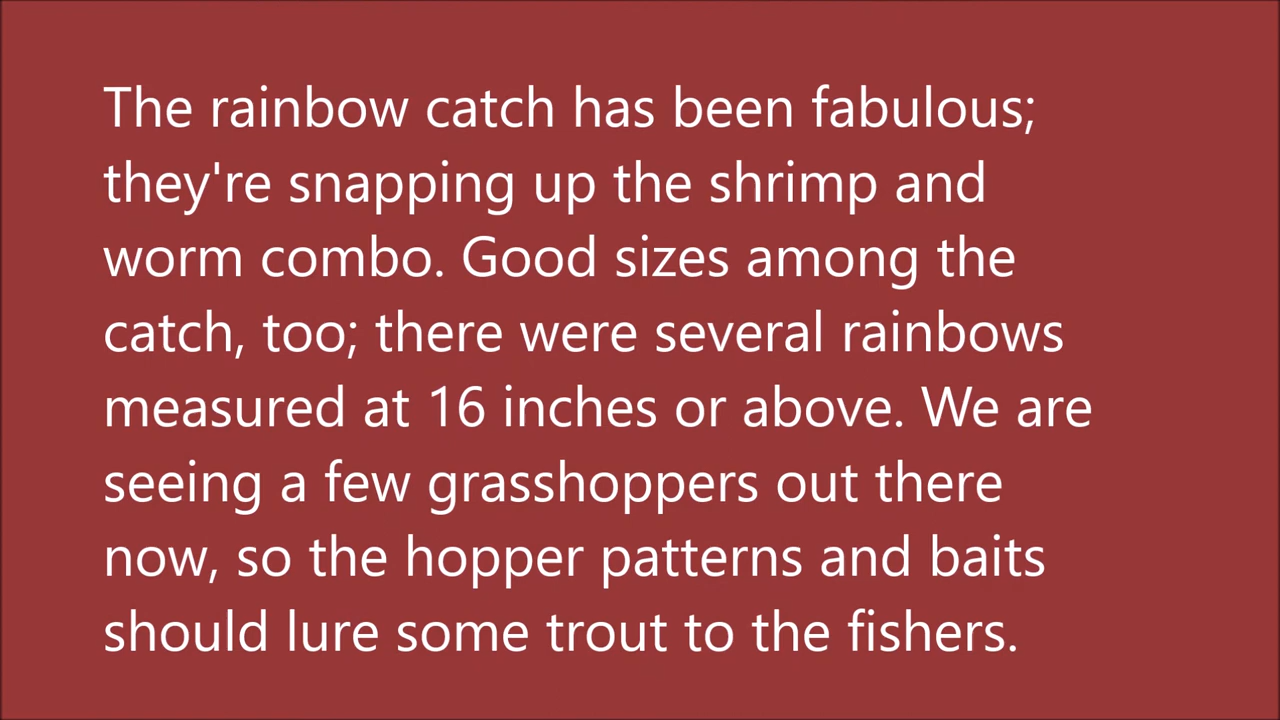 The rainbow catch has been fabulous;
they're snapping up the shrimp and
worm combo. Good sizes among the
catch, too; there were several rainbows
measured at 16 inches or above. We are
seeing a few grasshoppers out there
now, so the hopper patterns and baits
should lure some trout to the fishers.